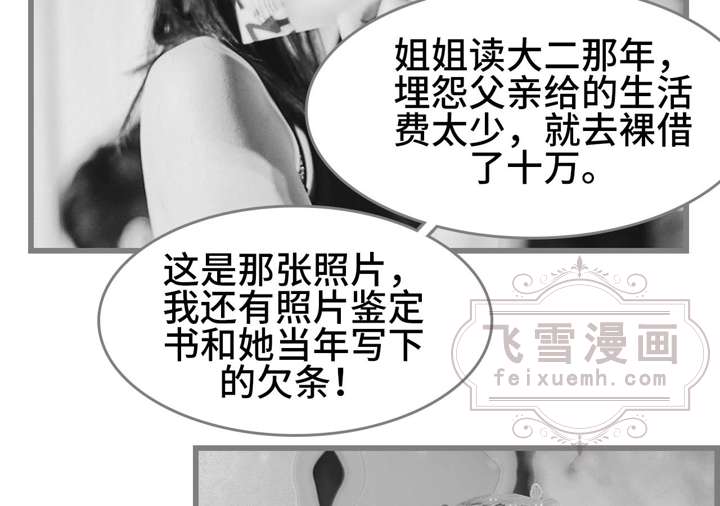 姐姐读大二那年，
埋怨父亲给的生活
费太少，就去裸借
了十万。
这是那张照片，
我还有照片鉴定
书和她当年写下
的欠条！
飞雪漫画
feixuemh.com